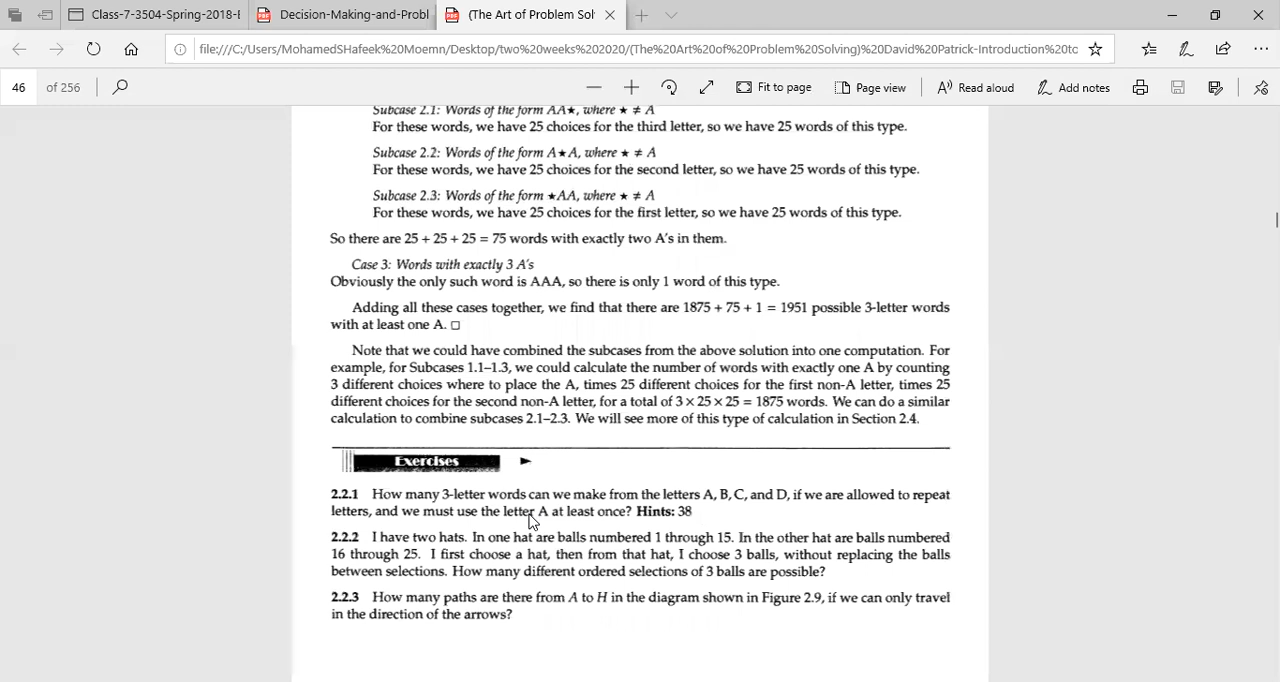 Class-7-3504-Spring-2018-I
Decision-Making-and-Probl
(The Art of Problem Sol
file:///C:/Users/MohamedSHafeek%20Moemn/Desktop/two%20weeks%202020/(The%20Art%20of%20Problem%20Solving)%20David%20Patrick-Introduction%20tc
46 of 256
Fit to page
Page view
Read aloud
Add notes
Subcase 2.1: Words of the form AA★, where ★ ≠ A
For these words, we have 25 choices for the third letter, so we have 25 words of this type.
Subcase 2.2: Words of the form A★A, where ★ ≠ A
For these words, we have 25 choices for the second letter, so we have 25 words of this type.
Subcase 2.3: Words of the form ★AA, where ★ ≠ A
For these words, we have 25 choices for the first letter, so we have 25 words of this type.
So there are 25 + 25 + 25 = 75 words with exactly two A's in them.
Case 3: Words with exactly 3 A's
Obviously the only such word is AAA, so there is only 1 word of this type.
Adding all these cases together, we find that there are 1875 + 75 + 1 = 1951 possible 3-letter words
with at least one A. □
Note that we could have combined the subcases from the above solution into one computation. For
example, for Subcases 1.1–1.3, we could calculate the number of words with exactly one A by counting
3 different choices where to place the A, times 25 different choices for the first non-A letter, times 25
different choices for the second non-A letter, for a total of 3 × 25 × 25 = 1875 words. We can do a similar
calculation to combine subcases 2.1–2.3. We will see more of this type of calculation in Section 2.4.
Exercises
2.2.1 How many 3-letter words can we make from the letters A, B, C, and D, if we are allowed to repeat
letters, and we must use the letter A at least once? Hints: 38
2.2.2 I have two hats. In one hat are balls numbered 1 through 15. In the other hat are balls numbered
16 through 25. I first choose a hat, then from that hat, I choose 3 balls, without replacing the balls
between selections. How many different ordered selections of 3 balls are possible?
2.2.3 How many paths are there from A to H in the diagram shown in Figure 2.9, if we can only travel
in the direction of the arrows?